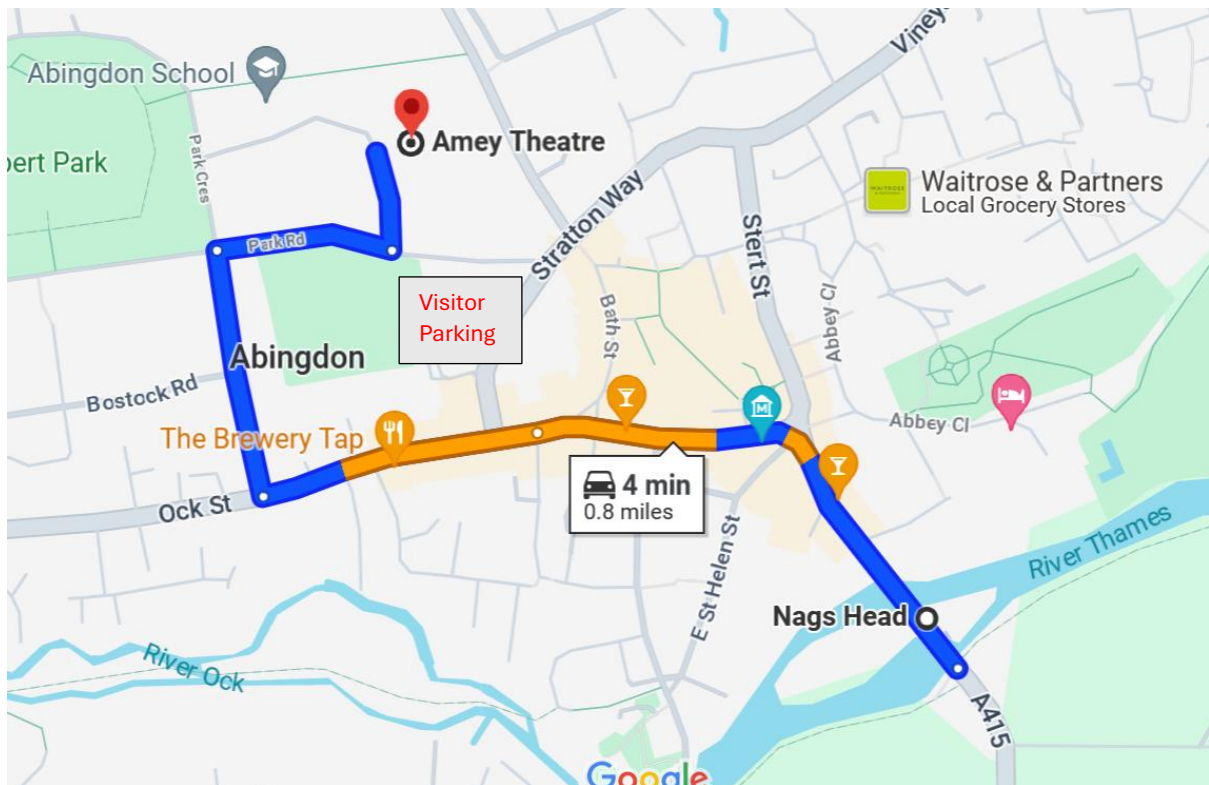 Abingdon School
Viney
Amey Theatre
pert Park
Park Cres
Waitrose & Partners
Local Grocery Stores
WAITROSE
Stratton Way
Park Rd
Stert St
Visitor
Parking
Bath St
Abbey Cl
Abingdon
Bostock Rd
The Brewery Tap
M
Abbey Cl
4 min
0.8 miles
Ock St
E St Helen St
River Thames
Nags Head
River Ock
A415
Google